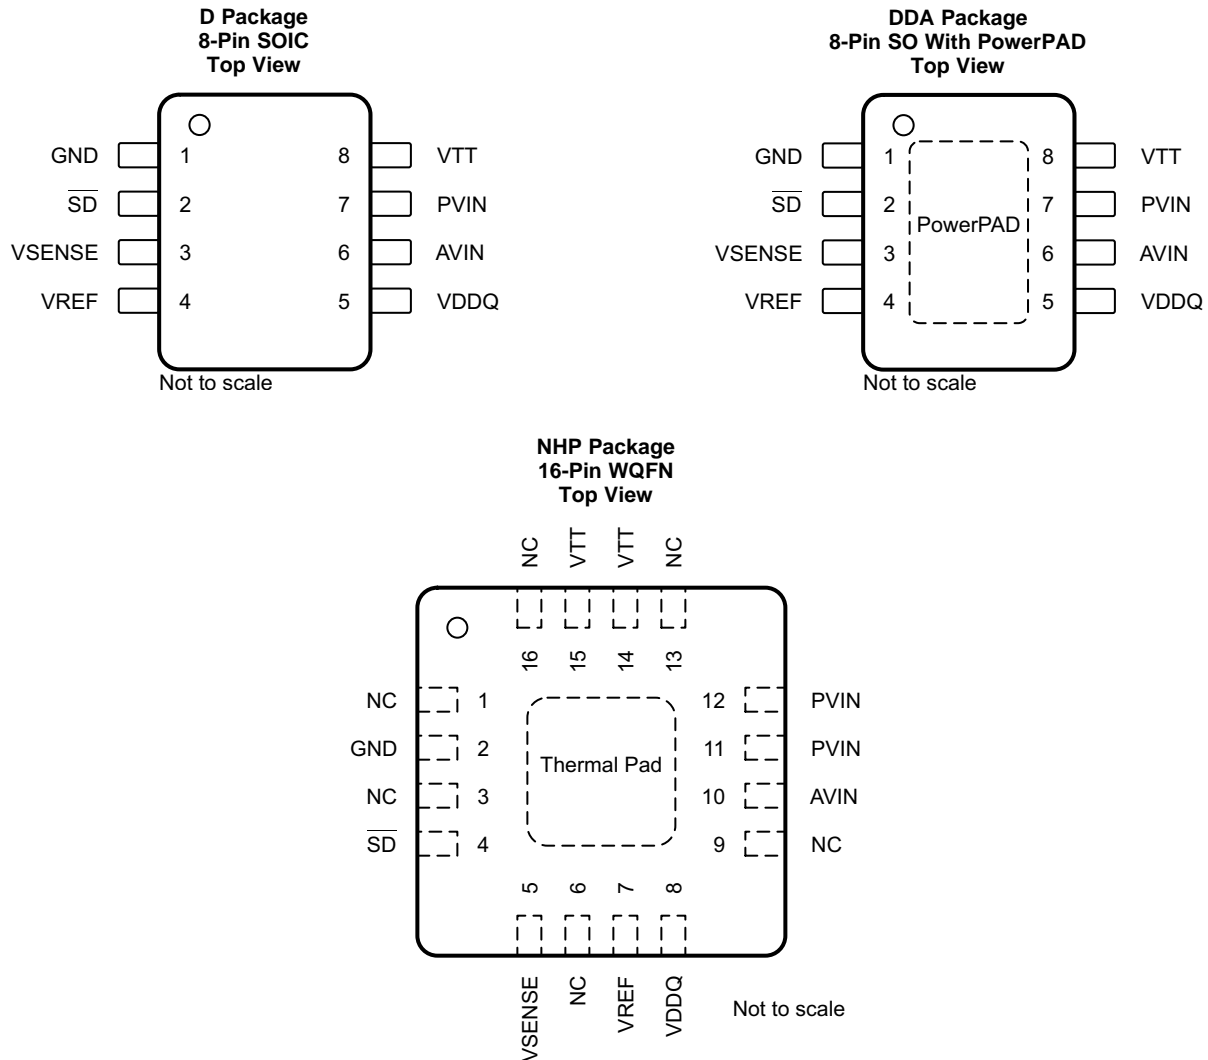 D Package
8-Pin SOIC
Top View
GND 1 8 VTT
SD 2 7 PVIN
VSENSE 3 6 AVIN
VREF 4 5 VDDQ
Not to scale
DDA Package
8-Pin SO With PowerPAD
Top View
GND 1 8 VTT
SD 2 7 PVIN
PowerPAD
VSENSE 3 6 AVIN
VREF 4 5 VDDQ
Not to scale
NHP Package
16-Pin WQFN
Top View
NC VTT VTT NC
16 15 14 13
NC 1 12 PVIN
GND 2 11 PVIN
Thermal Pad
NC 3 10 AVIN
SD 4 9 NC
5 6 7 8
VSENSE NC VREF VDDQ
Not to scale